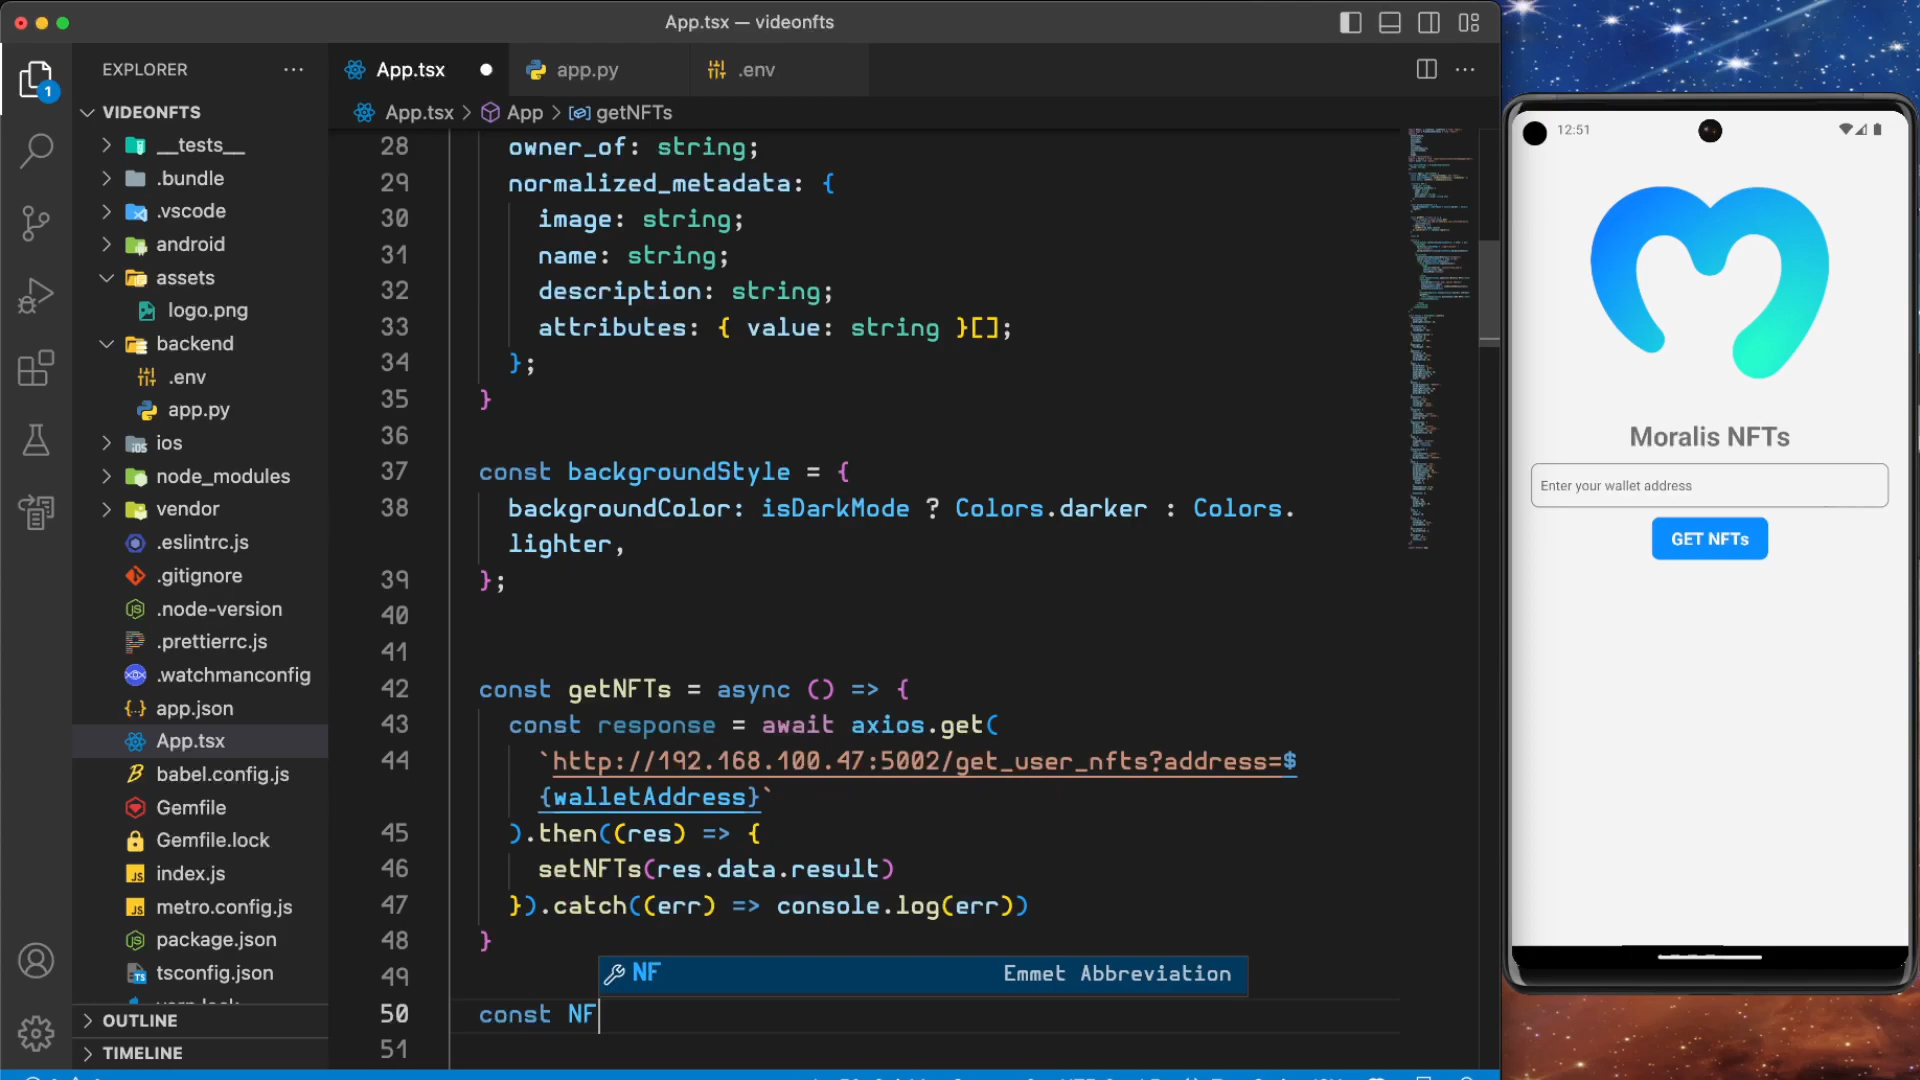 App.tsx — videonfts
EXPLORER
1
VIDEONFTS
__tests__
.bundle
.vscode
android
assets
logo.png
backend
.env
app.py
ios
node_modules
vendor
.eslintrc.js
.gitignore
.node-version
.prettierrc.js
.watchmanconfig
app.json
App.tsx
babel.config.js
Gemfile
Gemfile.lock
index.js
metro.config.js
package.json
tsconfig.json
OUTLINE
TIMELINE
App.tsx app.py .env
App.tsx > App > getNFTs
28 owner_of: string;
29 normalized_metadata: {
30 image: string;
31 name: string;
32 description: string;
33 attributes: { value: string }[];
34 };
35 }
36
37 const backgroundStyle = {
38 backgroundColor: isDarkMode ? Colors.darker : Colors.
lighter,
39 };
40
41
42 const getNFTs = async () => {
43 const response = await axios.get(
44 `http://192.168.100.47:5002/get_user_nfts?address=$
{walletAddress}`
45 ).then((res) => {
46 setNFTs(res.data.result)
47 }).catch((err) => console.log(err))
48 }
49
NF Emmet Abbreviation
50 const NF
51
12:51
Moralis NFTs
Enter your wallet address
GET NFTs